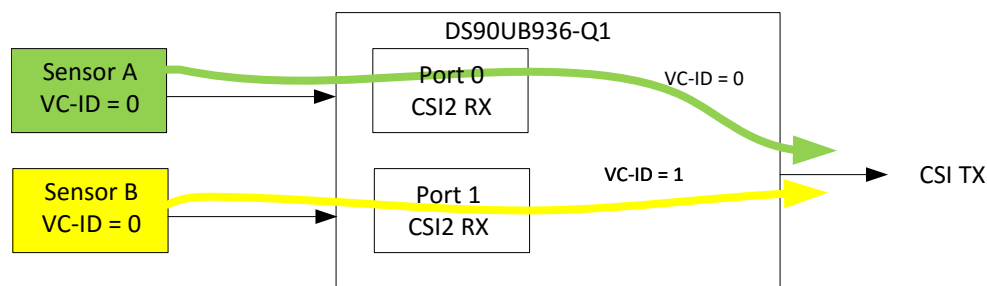 DS90UB936-Q1
Sensor A
VC-ID = 0
Port 0
CSI2 RX
VC-ID = 0
Sensor B
VC-ID = 0
Port 1
CSI2 RX
VC-ID = 1
CSI TX